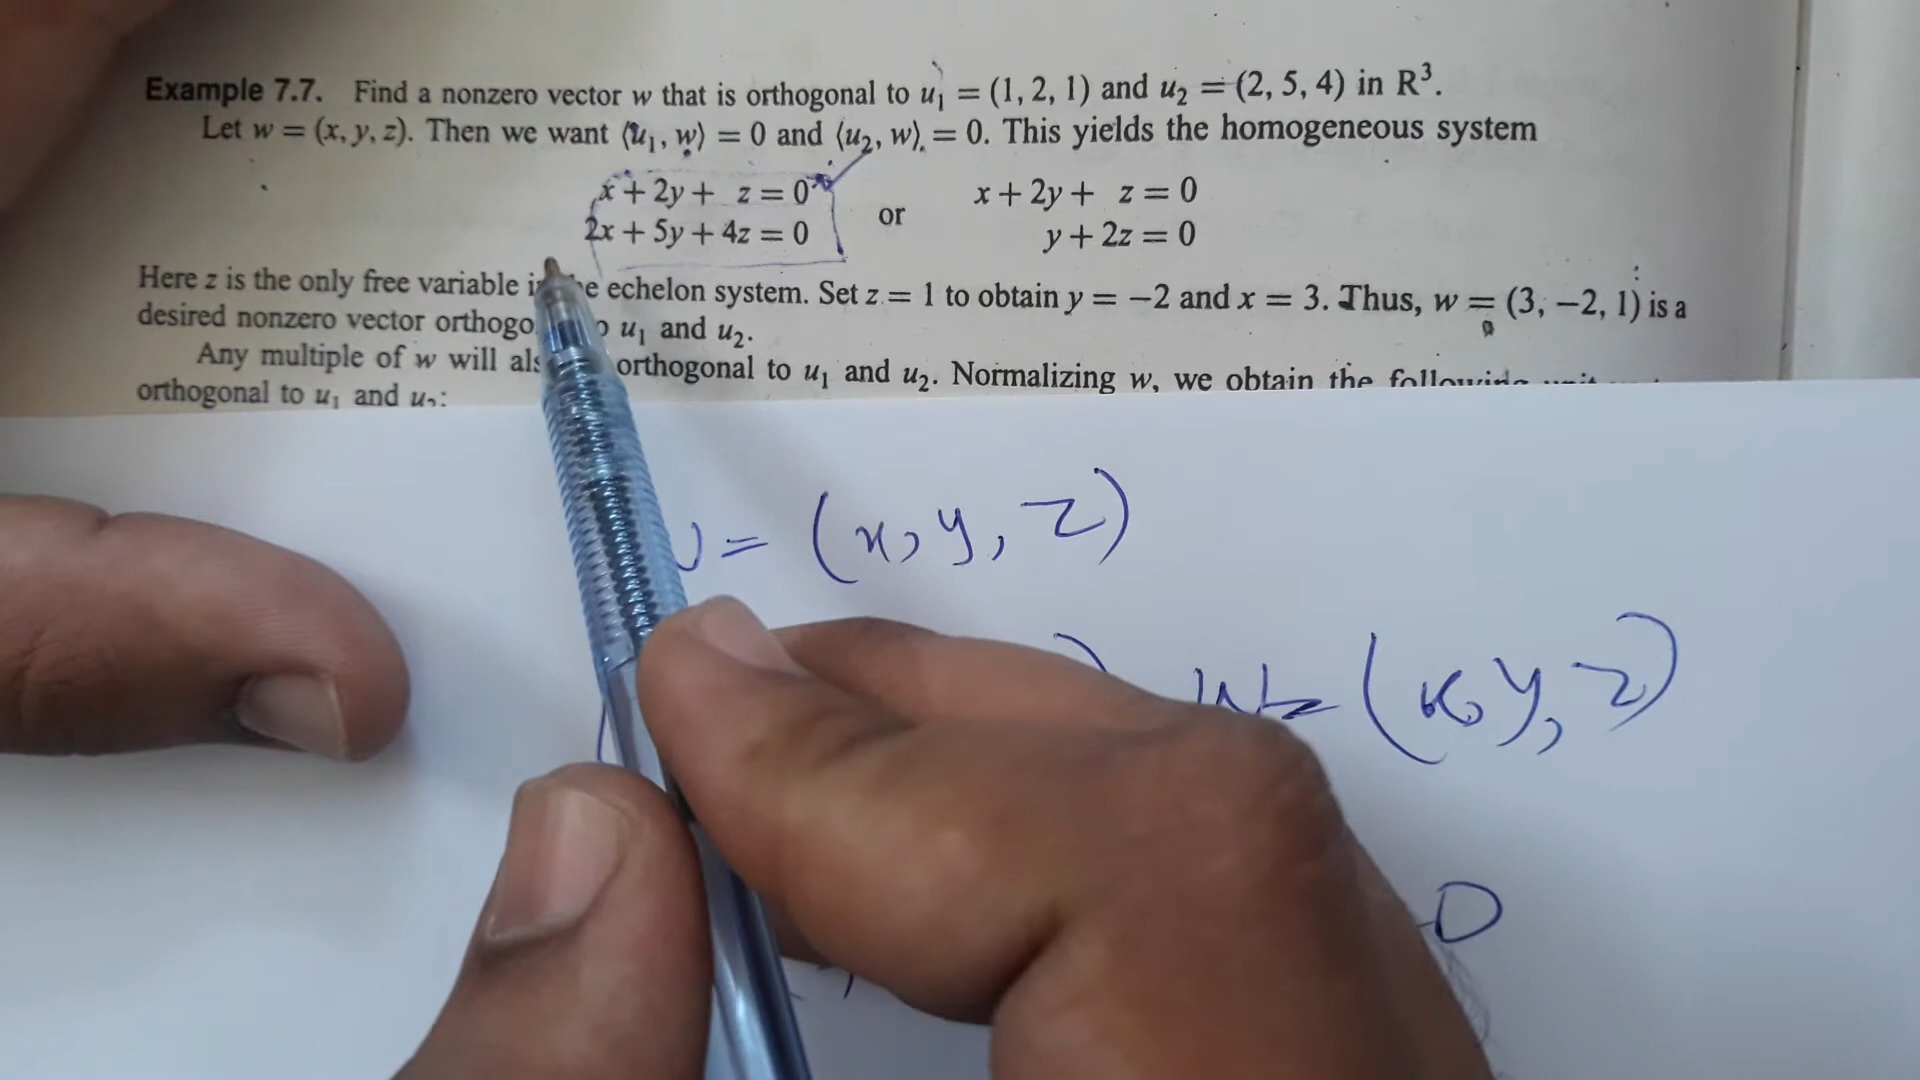 Example 7.7. Find a nonzero vector w that is orthogonal to u₁ = (1, 2, 1) and u₂ = (2, 5, 4) in R³.
Let w = (x, y, z). Then we want ⟨u₁, w⟩ = 0 and ⟨u₂, w⟩ = 0. This yields the homogeneous system
x + 2y + z = 0 or x + 2y + z = 0
2x + 5y + 4z = 0 y + 2z = 0
Here z is the only free variable echelon system. Set z = 1 to obtain y = −2 and x = 3. Thus, w = (3, −2, 1) is a
desired nonzero vector u₁ and u₂.
Any multiple of w will orthogonal to u₁ and u₂. Normalizing w, we obtain the following
orthogonal to u₁ and u₂:
= (x, y, z)
w = (x, y, z)
0